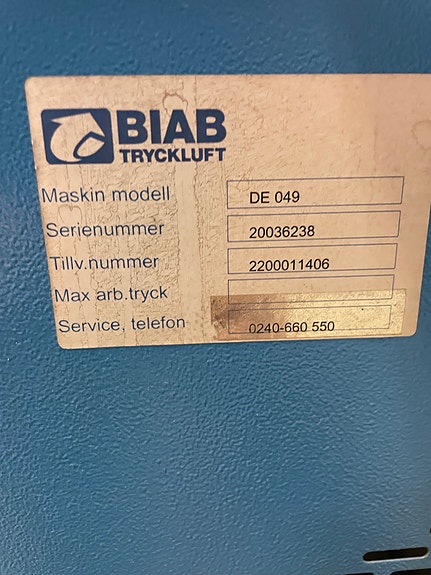 BIAB
TRYCKLUFT
Maskin modell DE 049
Serienummer 20036238
Tillv.nummer 2200011406
Max arb.tryck
Service, telefon 0240-660 550